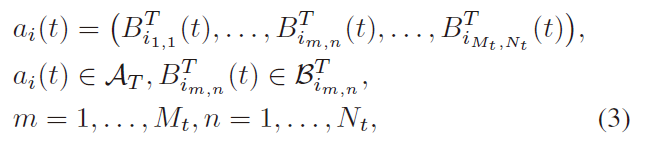 a_i(t) = (B^T_{i_{1,1}}(t), . . . , B^T_{i_{m,n}}(t), . . . , B^T_{i_{M_t,N_t}}(t)),
a_i(t) ∈ 𝒜_T, B^T_{i_{m,n}}(t) ∈ ℬ^T_{i_{m,n}},
m = 1, . . . , M_t, n = 1, . . . , N_t, (3)